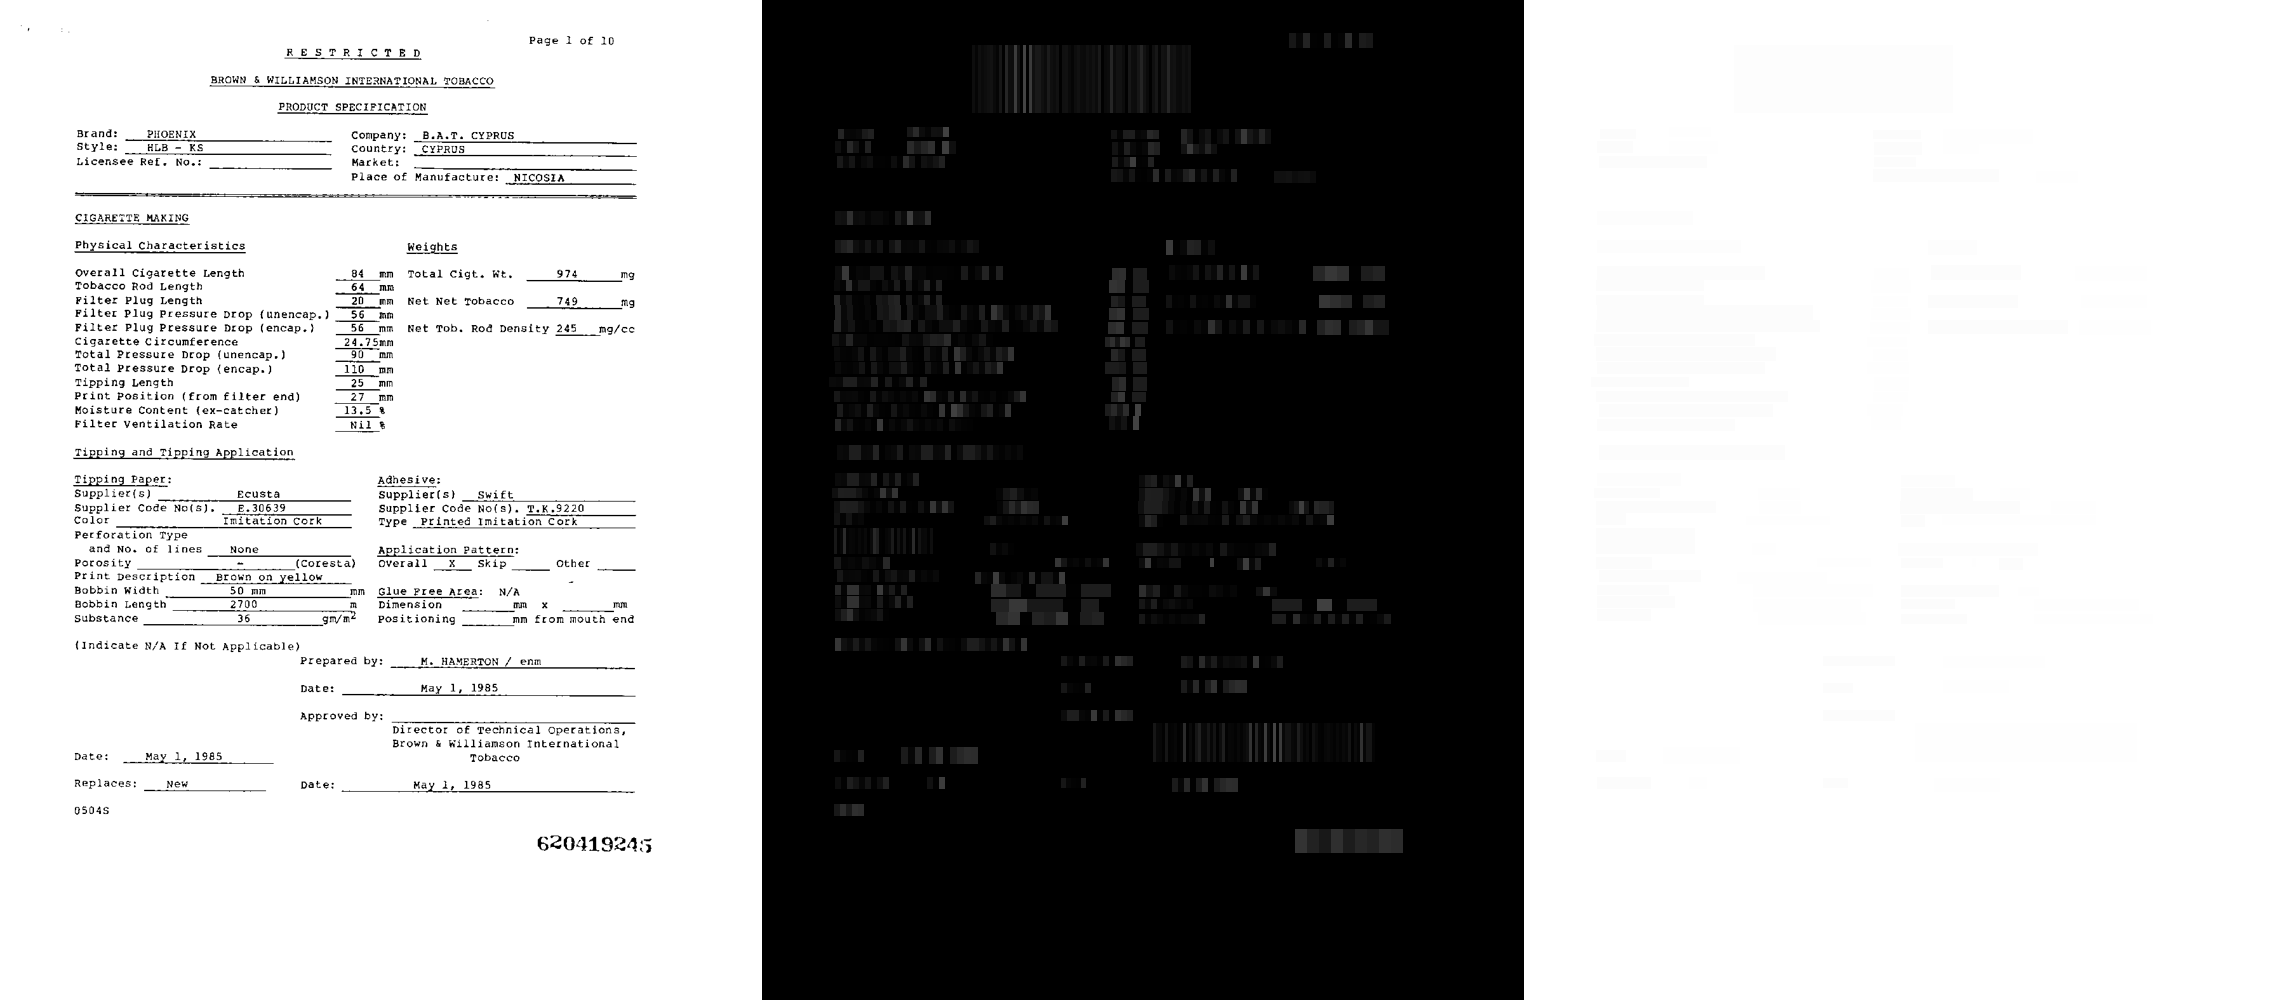 Page 1 of 10
RESTRICTED
BROWN & WILLIAMSON INTERNATIONAL TOBACCO
PRODUCT SPECIFICATION
Brand: PHOENIX Company: B.A.T. CYPRUS
Style: HLB - KS Country: CYPRUS
Licensee Ref. No.: Market:
Place of Manufacture: NICOSIA
CIGARETTE MAKING
Physical Characteristics Weights
Overall Cigarette Length 84 mm Total Cigt. Wt. 974 mg
Tobacco Rod Length 64 mm
Filter Plug Length 20 mm Net Net Tobacco 749 mg
Filter Plug Pressure Drop (unencap.) 56 mm
Filter Plug Pressure Drop (encap.) 56 mm Net Tob. Rod Density 245 mg/cc
Cigarette Circumference 24.75mm
Total Pressure Drop (unencap.) 90 mm
Total Pressure Drop (encap.) 110 mm
Tipping Length 25 mm
Print Position (from filter end) 27 mm
Moisture Content (ex-catcher) 13.5 %
Filter Ventilation Rate Nil %
Tipping and Tipping Application
Tipping Paper: Adhesive:
Supplier(s) Ecusta Supplier(s) Swift
Supplier Code No(s). E.30639 Supplier Code No(s). T.K.9220
Color Imitation Cork Type Printed Imitation Cork
Perforation Type
and No. of lines None Application Pattern:
Porosity - (Coresta) Overall X Skip Other
Print Description Brown on yellow
Bobbin Width 50 mm mm Glue Free Area: N/A
Bobbin Length 2700 m Dimension mm x mm
Substance 36 gm/m2 Positioning mm from mouth end
(Indicate N/A If Not Applicable)
Prepared by: M. HAMERTON / enm
Date: May 1, 1985
Approved by:
Director of Technical Operations,
Brown & Williamson International
Date: May 1, 1985 Tobacco
Replaces: New Date: May 1, 1985
0504S
620419245